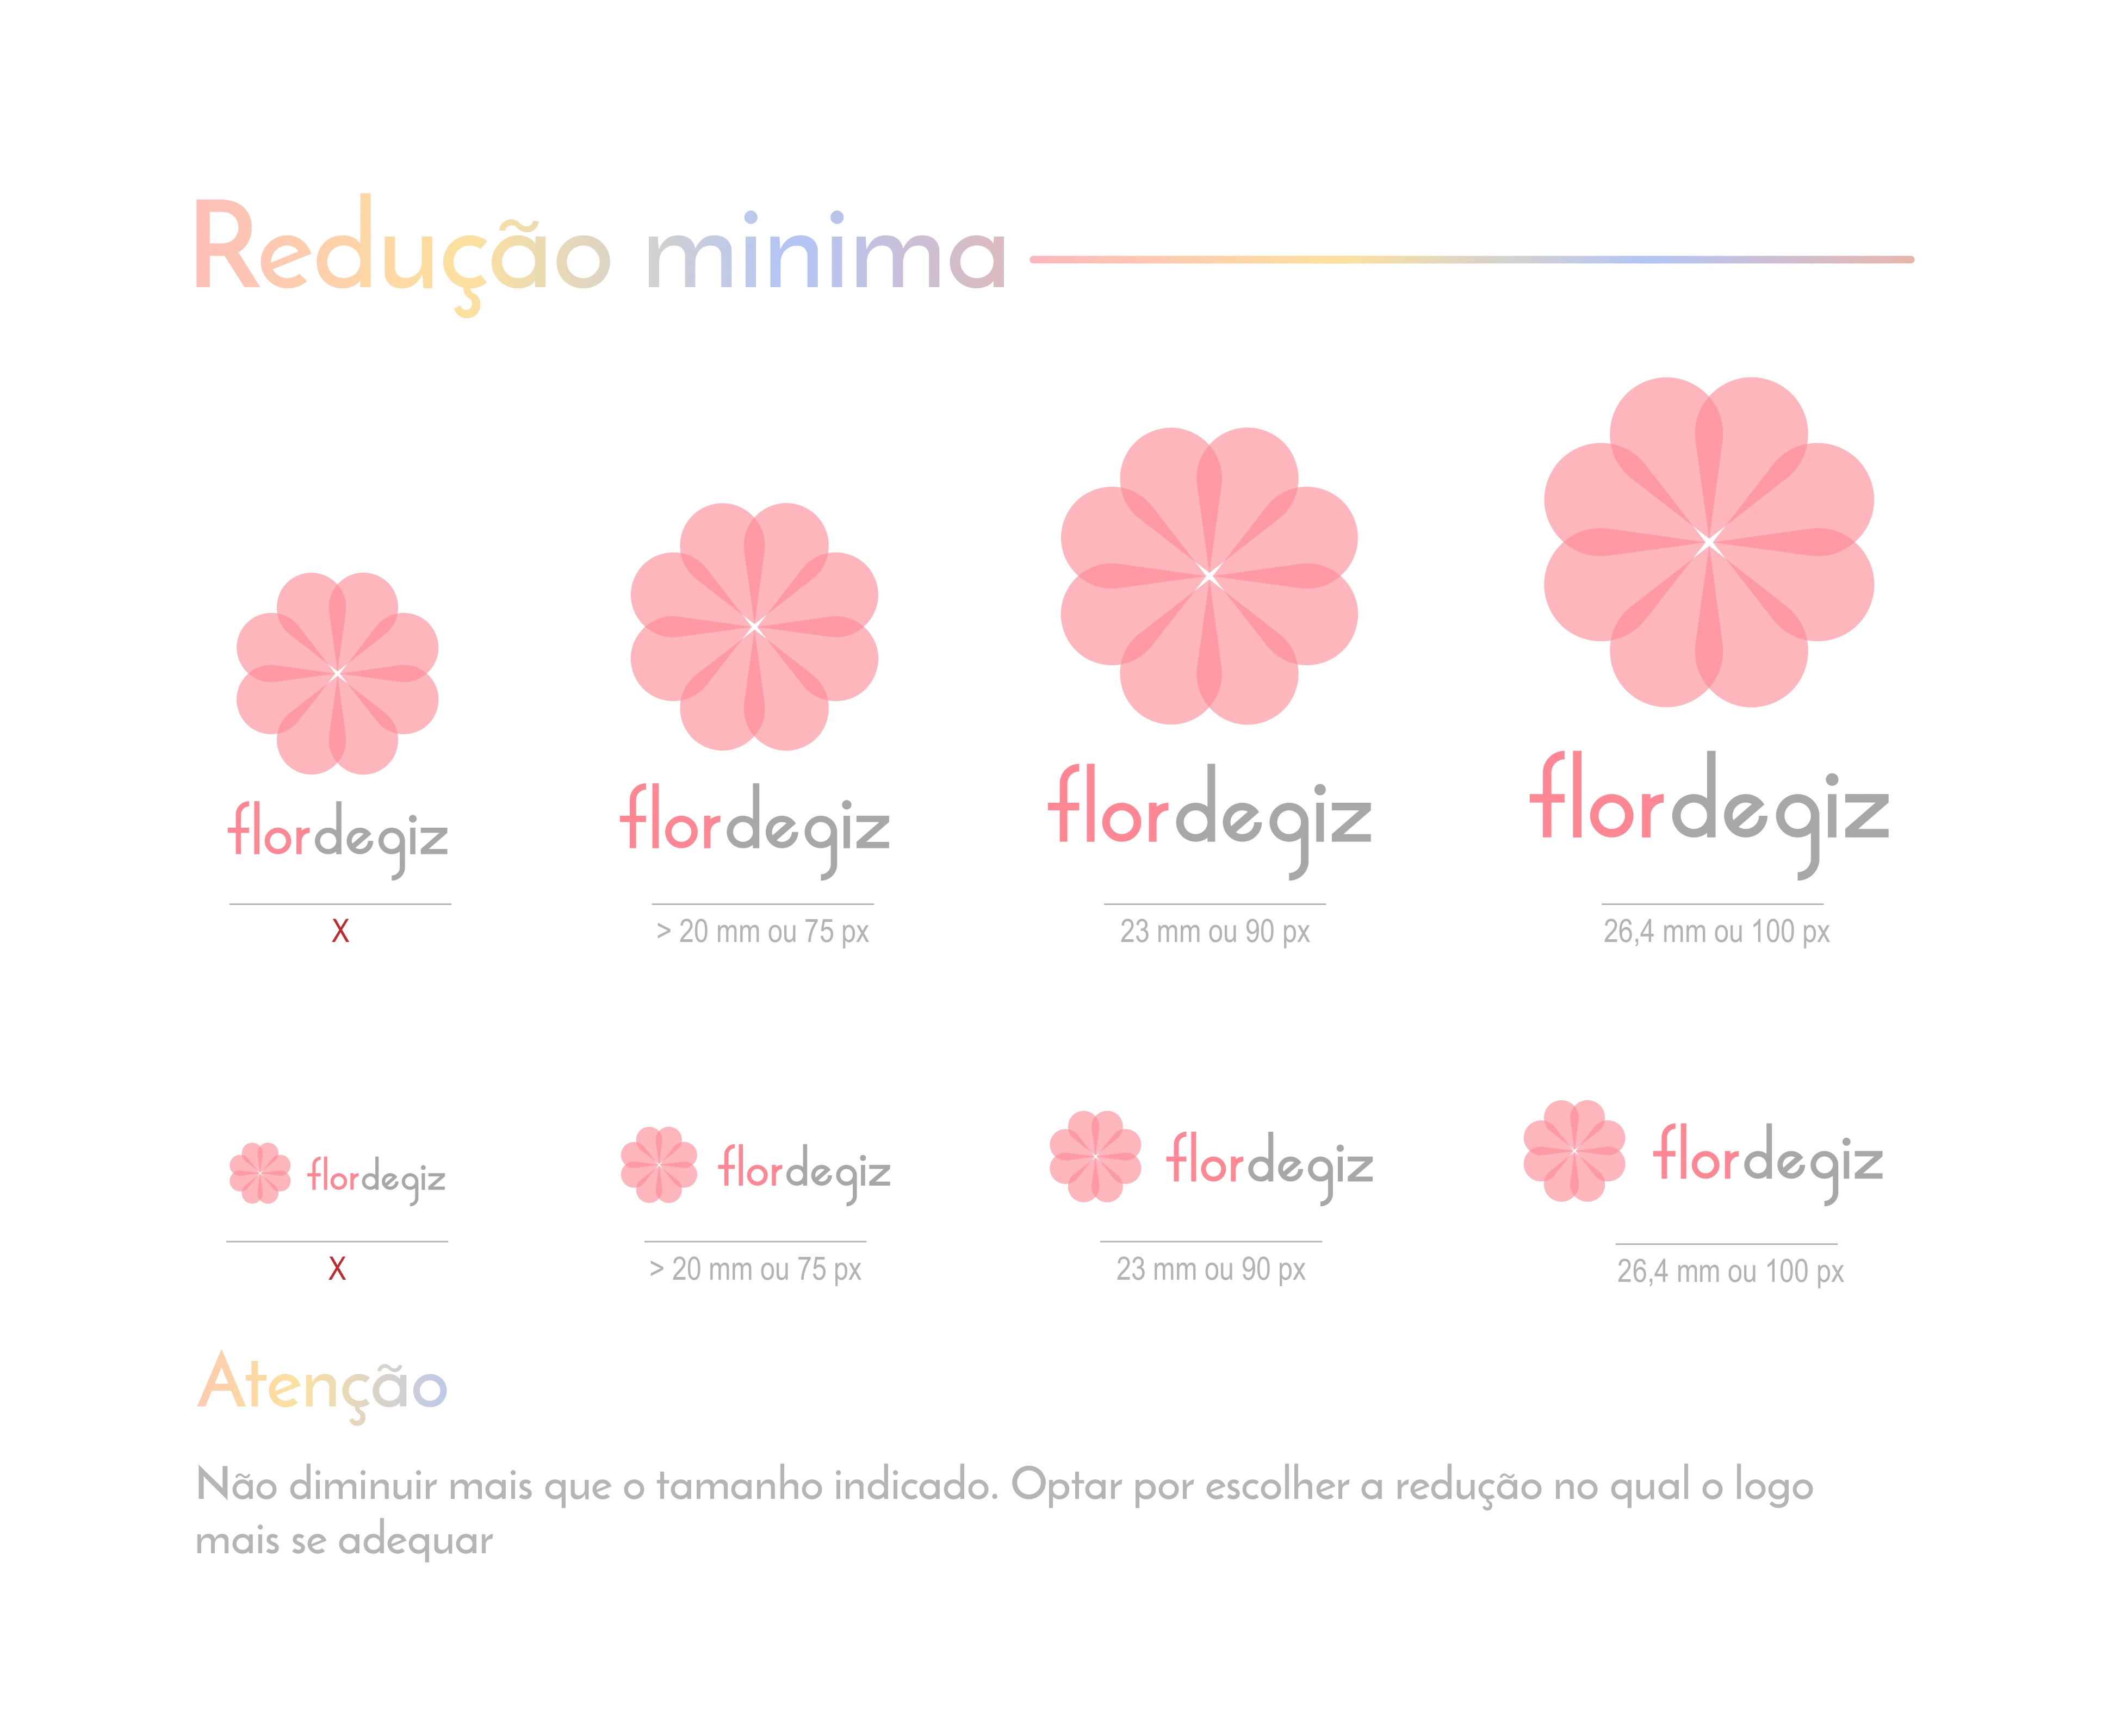 Redução minima
flordegiz
flordegiz
flordegiz
flordegiz
X
> 20 mm ou 75 px
23 mm ou 90 px
26,4 mm ou 100 px
flordegiz
flordegiz
flordegiz
flordegiz
X
> 20 mm ou 75 px
23 mm ou 90 px
26,4 mm ou 100 px
Atenção
Não diminuir mais que o tamanho indicado. Optar por escolher a redução no qual o logo
mais se adequar